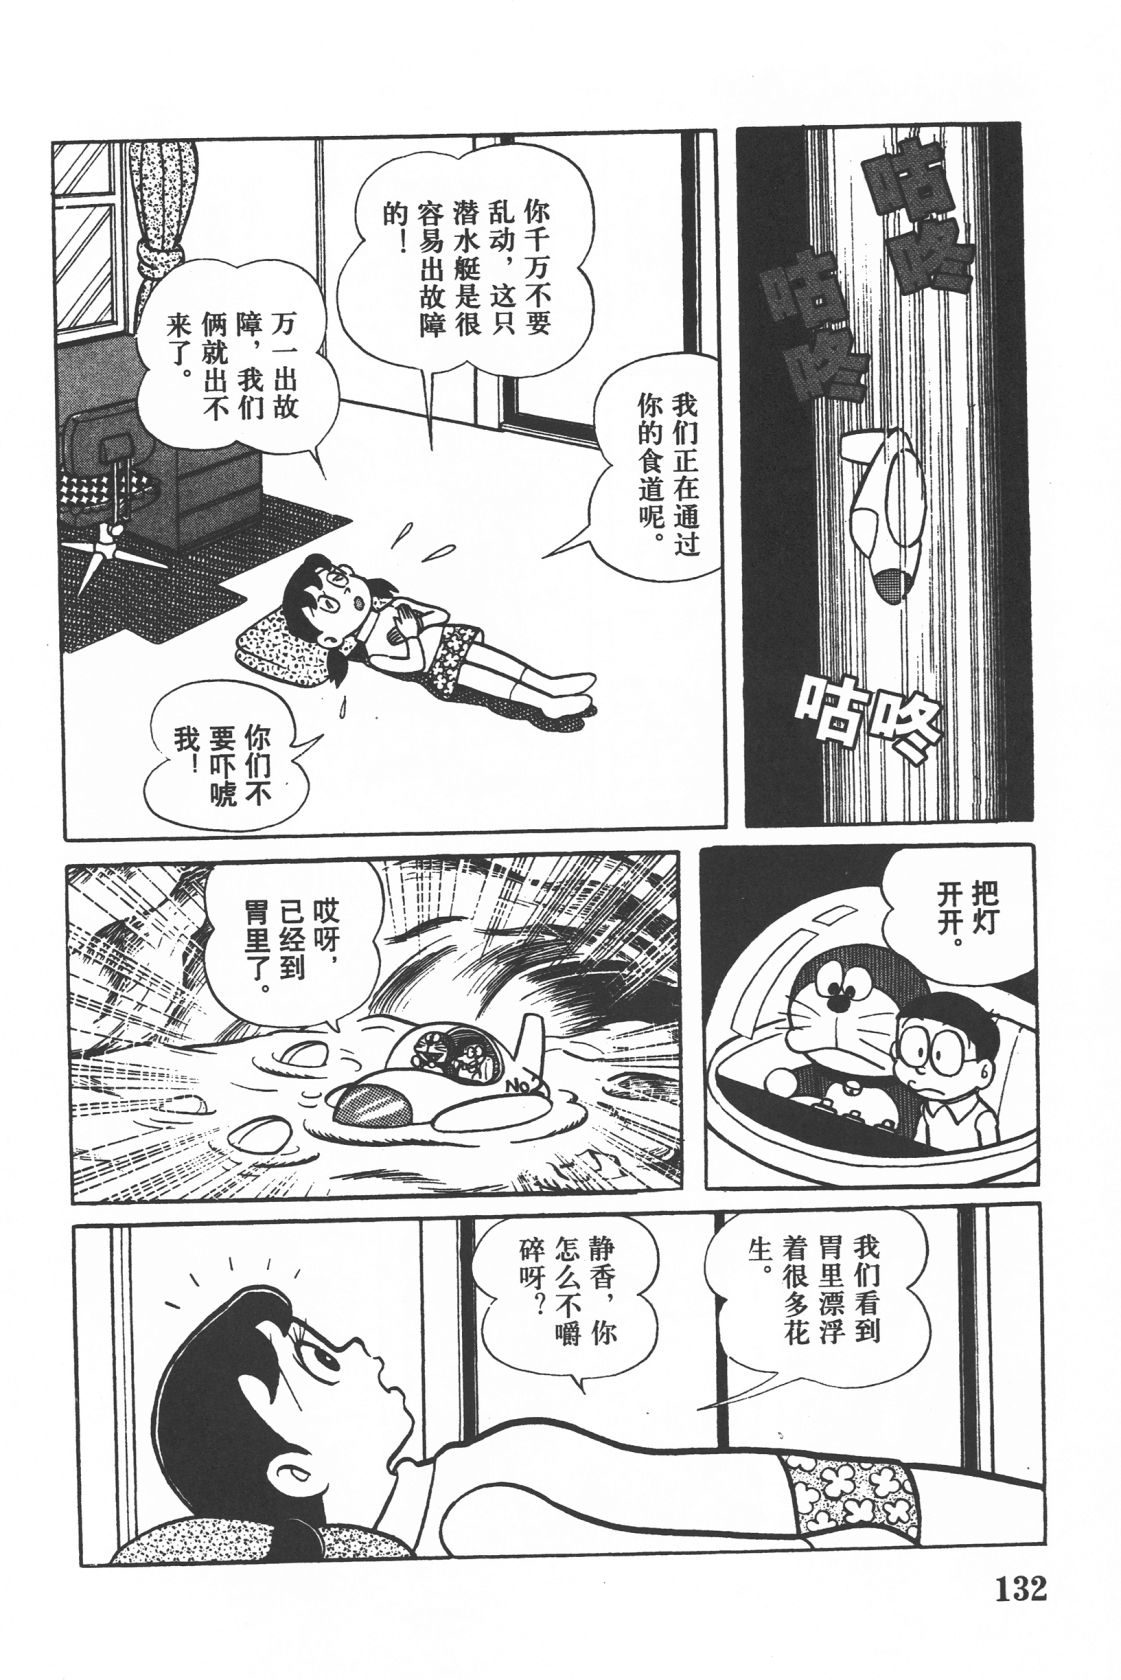 咕咚
咕咚
咕咚
我们正在通过
你的食道呢。
你千万不要
乱动，这只
潜水艇是很
容易出故障
的！
万一出故
障，我们
俩就出不
来了。
你们不
要吓唬
我！
把灯
开开。
哎呀，
已经到
胃里了。
No
我们看到
胃里漂浮
着很多花
生。
静香，你
怎么不嚼
碎呀？
132